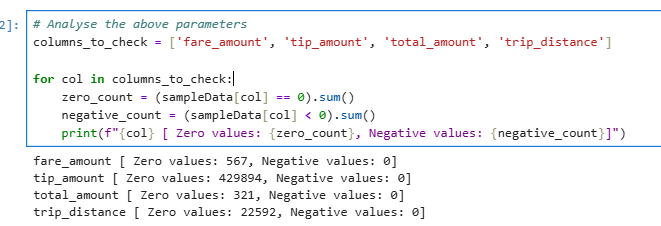 2]:
# Analyse the above parameters
columns_to_check = ['fare_amount', 'tip_amount', 'total_amount', 'trip_distance']
for col in columns_to_check:
    zero_count = (sampleData[col] == 0).sum()
    negative_count = (sampleData[col] < 0).sum()
    print(f"{col} [ Zero values: {zero_count}, Negative values: {negative_count}]")
fare_amount [ Zero values: 567, Negative values: 0]
tip_amount [ Zero values: 429894, Negative values: 0]
total_amount [ Zero values: 321, Negative values: 0]
trip_distance [ Zero values: 22592, Negative values: 0]